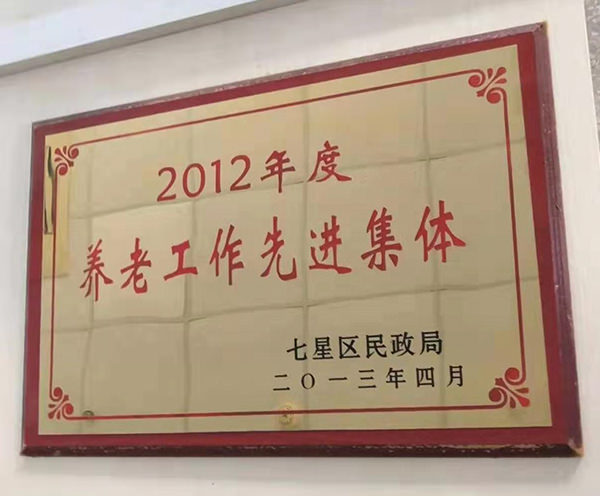 2012年度
养老工作先进集体
七星区民政局
二〇一三年四月